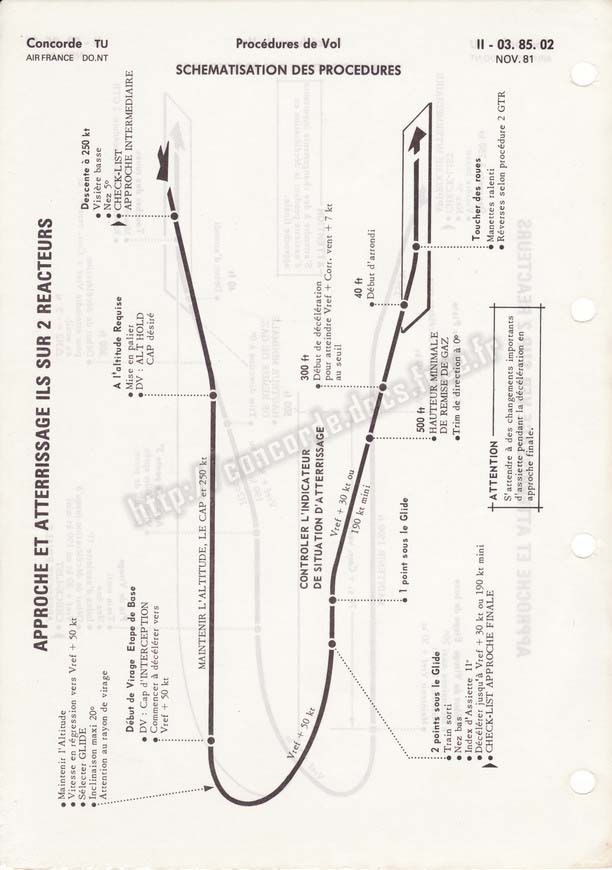 Concorde TU
AIR FRANCE DO.NT
Procédures de Vol
II - 03. 85. 02
NOV. 81
SCHEMATISATION DES PROCEDURES
APPROCHE ET ATTERRISSAGE ILS SUR 2 REACTEURS
Descente à 250 kt
• Visière basse
• Nez 5°
CHECK-LIST
APPROCHE INTERMEDIAIRE
A l'altitude Requise
• Mise en palier
• DV : ALT HOLD
CAP désiré
MAINTENIR L'ALTITUDE, LE CAP et 250 kt
Début de Virage Etape de Base
• DV : Cap d'INTERCEPTION
• Commencer à décélérer vers
Vref + 50 kt
• Maintenir l'Altitude
• Vitesse en régression vers Vref + 50 kt
• Sélecter GLIDE
• Inclinaison maxi 20°
Attention au rayon de virage
Vref + 50 kt
2 points sous le Glide
• Train sorti
• Nez bas
• Index d'Assiette 11°
• Décélérer jusqu'à Vref + 30 kt ou 190 kt mini
CHECK-LIST APPROCHE FINALE
1 point sous le Glide
CONTROLER L'INDICATEUR
DE SITUATION D'ATTERRISSAGE
Vref + 30 kt ou
190 kt mini
500 ft
• HAUTEUR MINIMALE
DE REMISE DE GAZ
• Trim de direction à 0°
300 ft
• Début de décélération
pour atteindre Vref + Corr. vent + 7 kt
au seuil
40 ft
• Début d'arrondi
Toucher des roues
• Manettes ralenti
• Réverses selon procédure 2 GTR
ATTENTION
S'attendre à des changements importants
d'assiette pendant la décélération en
approche finale.
http://concorde.docs.free.fr